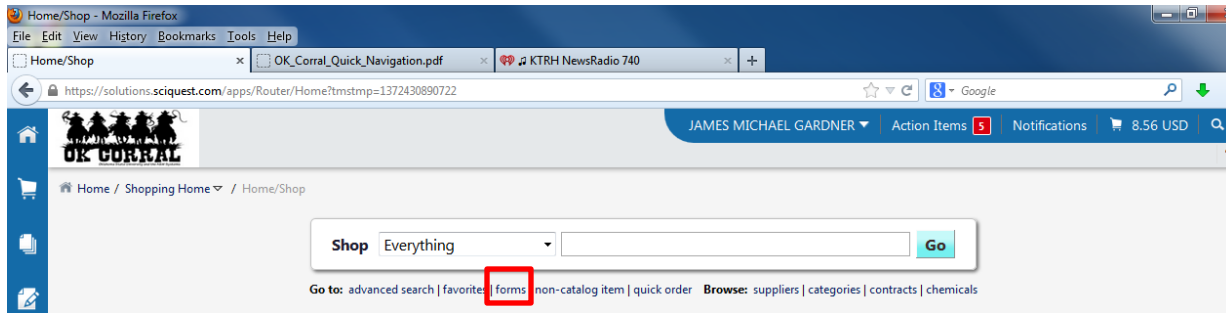 Home/Shop - Mozilla Firefox
File Edit View History Bookmarks Tools Help
Home/Shop × OK_Corral_Quick_Navigation.pdf × KTRH NewsRadio 740 × +
https://solutions.sciquest.com/apps/Router/Home?tmstmp=1372430890722 Google
OK CORRAL JAMES MICHAEL GARDNER ▼ Action Items 5 Notifications 8.56 USD
Home / Shopping Home / Home/Shop
Shop Everything Go
Go to: advanced search | favorites | forms | non-catalog item | quick order Browse: suppliers | categories | contracts | chemicals